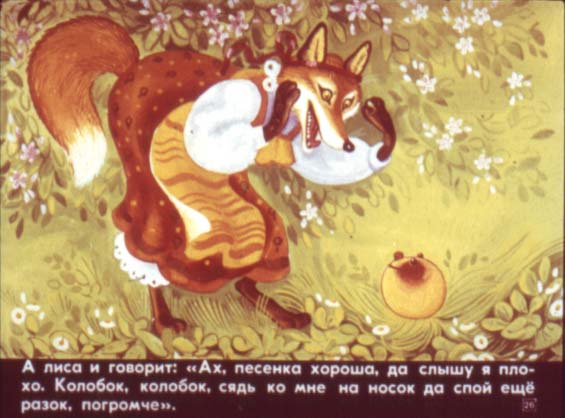 А лиса и говорит: «Ах, песенка хороша, да слышу я пло-
хо. Колобок, колобок, сядь ко мне на носок да спой ещё
разок, погромче».
26